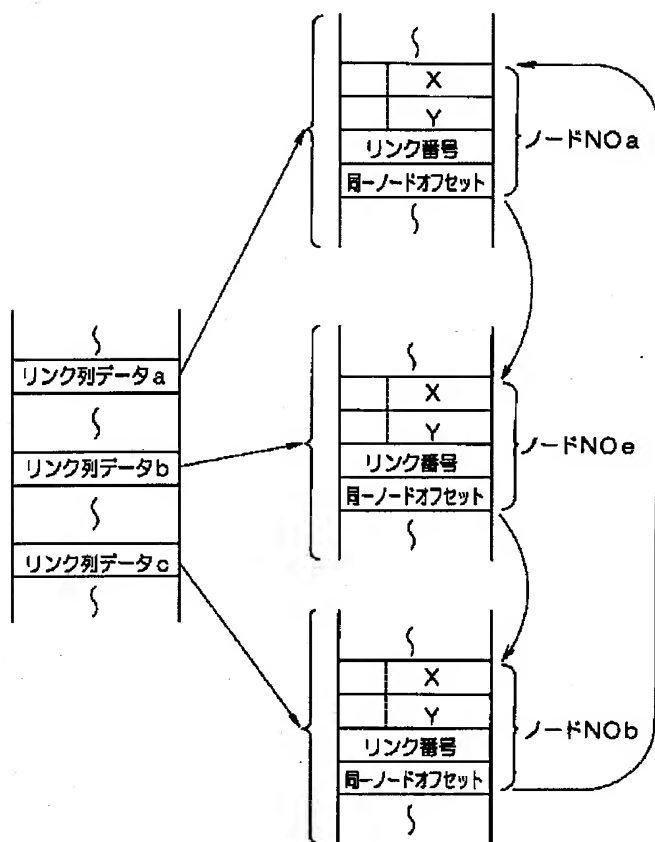 X
Y
リンク番号
同一ノードオフセット
ノードNOa
リンク列データa
リンク列データb
リンク列データc
X
Y
リンク番号
同一ノードオフセット
ノードNOe
X
Y
リンク番号
同一ノードオフセット
ノードNOb